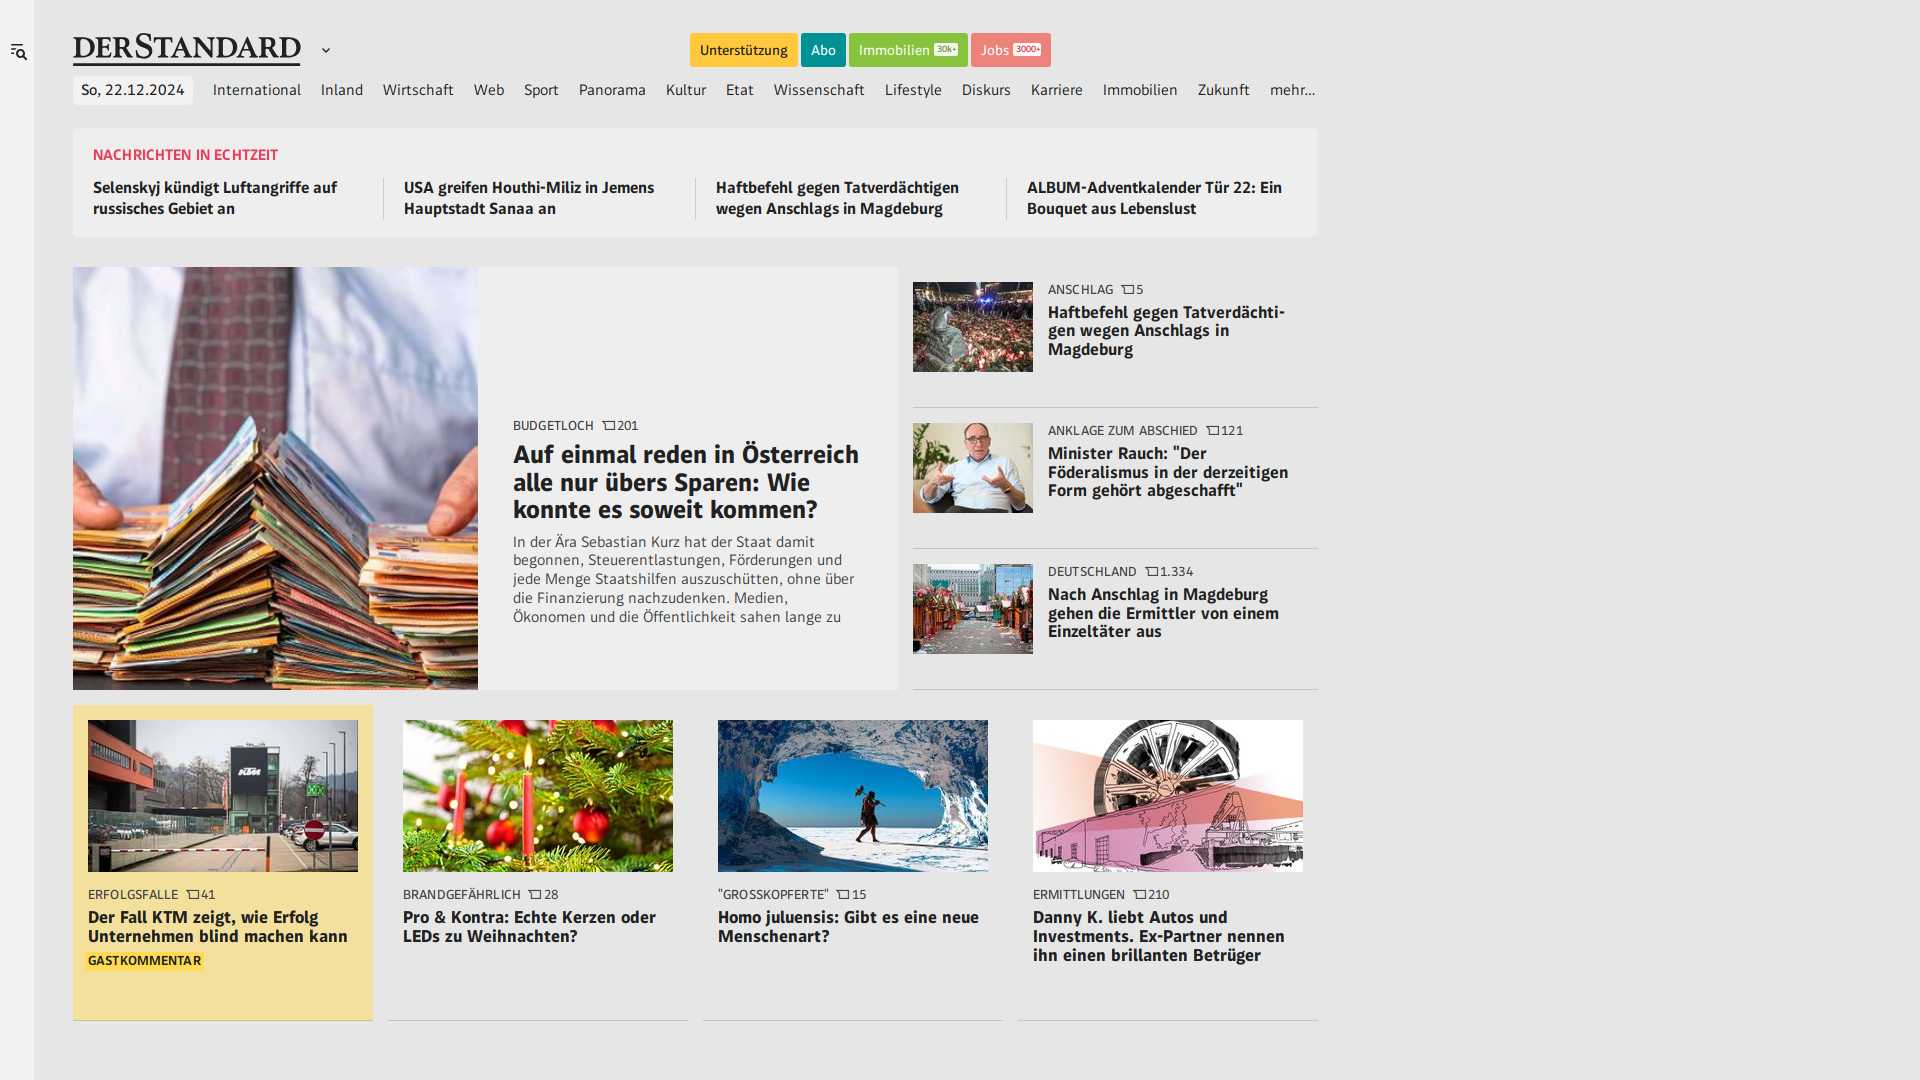 DERSTANDARD
Unterstützung
Abo
Immobilien 30k+
Jobs 3000+
So, 22.12.2024
International
Inland
Wirtschaft
Web
Sport
Panorama
Kultur
Etat
Wissenschaft
Lifestyle
Diskurs
Karriere
Immobilien
Zukunft
mehr...
NACHRICHTEN IN ECHTZEIT
Selenskyj kündigt Luftangriffe auf
russisches Gebiet an
USA greifen Houthi-Miliz in Jemens
Hauptstadt Sanaa an
Haftbefehl gegen Tatverdächtigen
wegen Anschlags in Magdeburg
ALBUM-Adventkalender Tür 22: Ein
Bouquet aus Lebenslust
BUDGETLOCH 201
Auf einmal reden in Österreich
alle nur übers Sparen: Wie
konnte es soweit kommen?
In der Ära Sebastian Kurz hat der Staat damit
begonnen, Steuerentlastungen, Förderungen und
jede Menge Staatshilfen auszuschütten, ohne über
die Finanzierung nachzudenken. Medien,
Ökonomen und die Öffentlichkeit sahen lange zu
ANSCHLAG 5
Haftbefehl gegen Tatverdächti-
gen wegen Anschlags in
Magdeburg
ANKLAGE ZUM ABSCHIED 121
Minister Rauch: "Der
Föderalismus in der derzeitigen
Form gehört abgeschafft"
DEUTSCHLAND 1.334
Nach Anschlag in Magdeburg
gehen die Ermittler von einem
Einzeltäter aus
KTM
ERFOLGSFALLE 41
Der Fall KTM zeigt, wie Erfolg
Unternehmen blind machen kann
GASTKOMMENTAR
BRANDGEFÄHRLICH 28
Pro & Kontra: Echte Kerzen oder
LEDs zu Weihnachten?
"GROSSKOPFERTE" 15
Homo juluensis: Gibt es eine neue
Menschenart?
ERMITTLUNGEN 210
Danny K. liebt Autos und
Investments. Ex-Partner nennen
ihn einen brillanten Betrüger